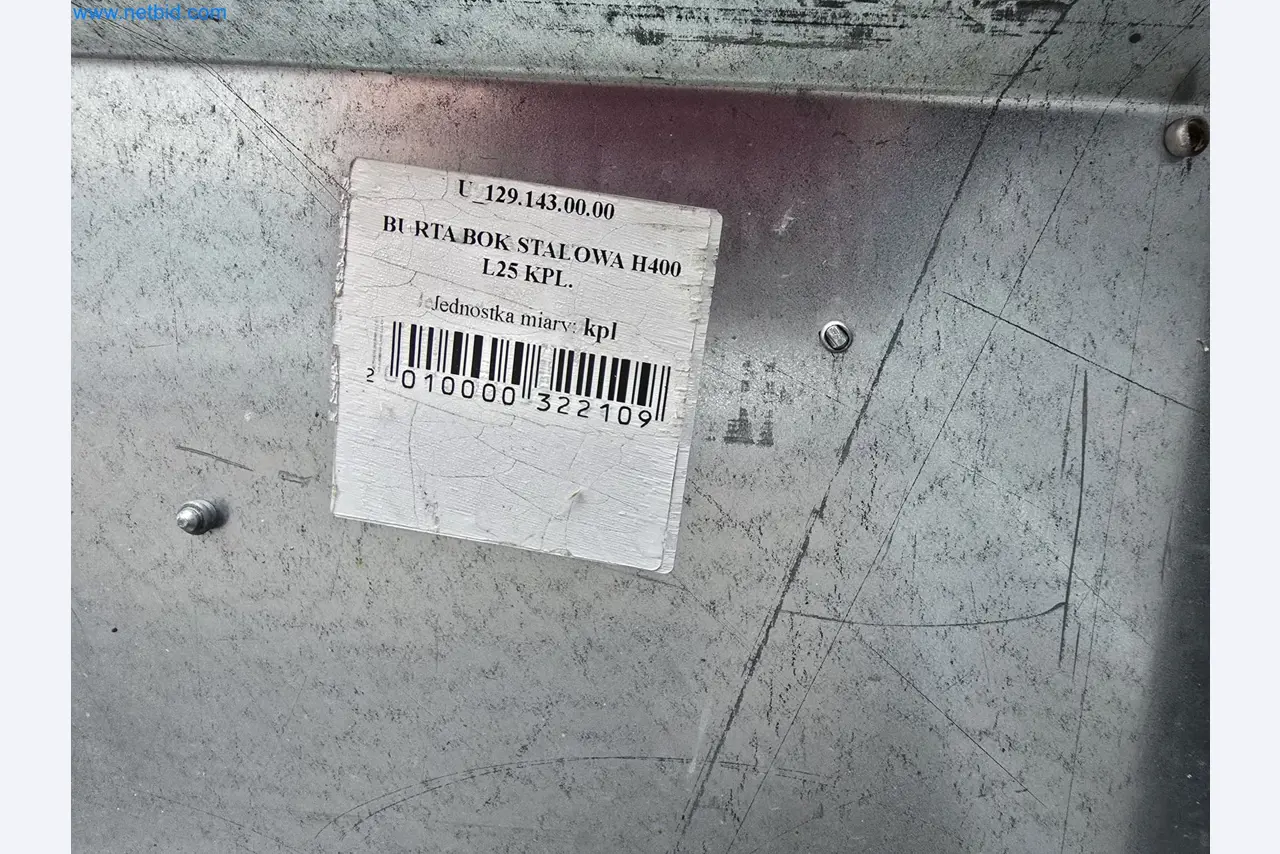 www.netbid.com
U_129.143.00.00
BURTA BOK STALOWA H400
L25 KPL.
Jednostka miary: kpl
2 010000 322109